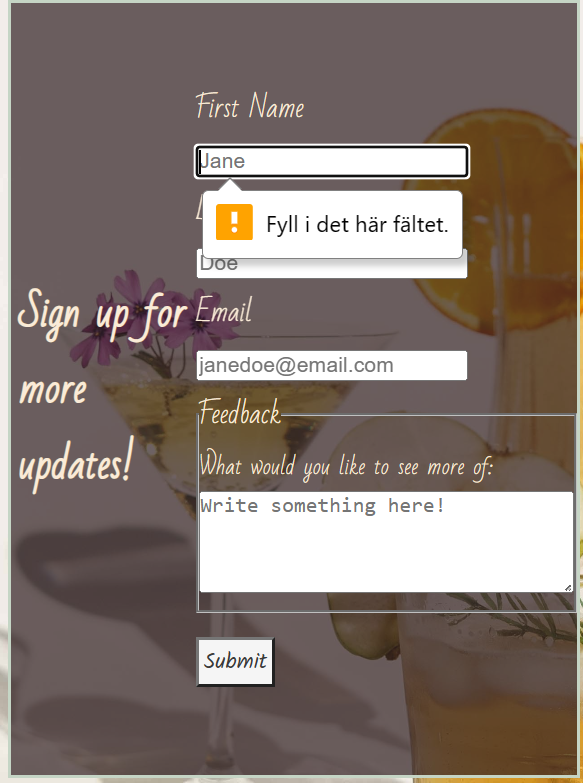 First Name
Jane
Fyll i det här fältet.
Doe
Sign up for
more
updates!
Email
janedoe@email.com
Feedback
What would you like to see more of:
Write something here!
Submit